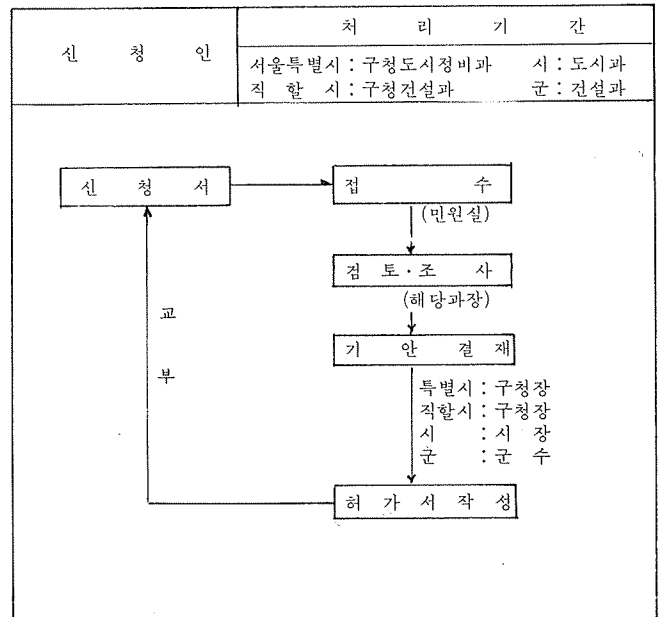 신 청 인
처 리 기 간
서울특별시 : 구청도시정비과 시 : 도시과
직 할 시 : 구청건설과 군 : 건설과
신 청 서
접 수
(민원실)
검 토 · 조 사
(해당과장)
교
부
기 안 결 재
특별시 : 구청장
직할시 : 구청장
시 : 시 장
군 : 군 수
허 가 서 작 성